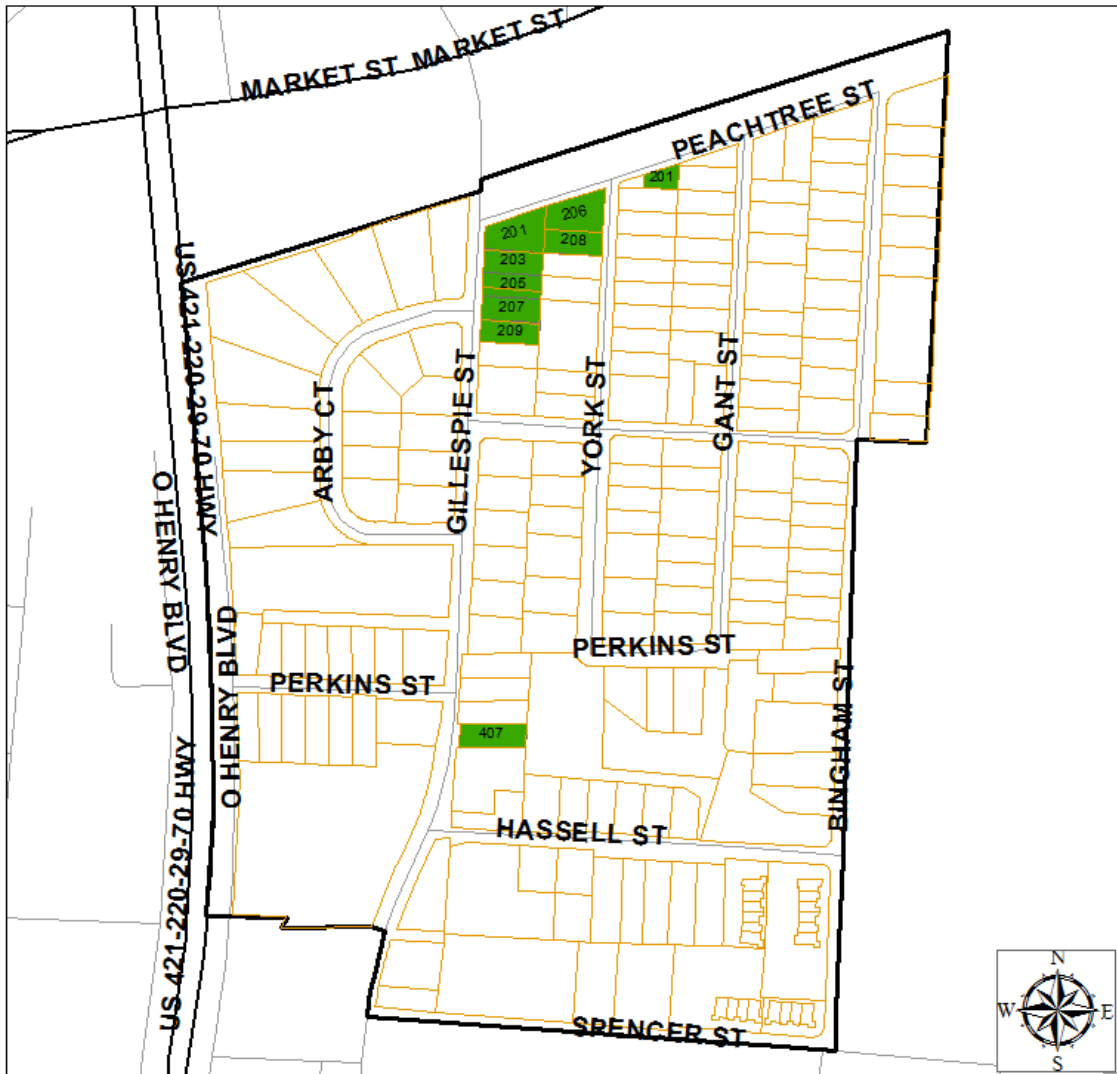 MARKET ST MARKET ST
PEACHTREE ST
201
206
201
208
203
205
207
209
US 421-220-29-70 HWY
ARBY CT
GILLESPIE ST
YORK ST
GANT ST
O HENRY BLVD
O HENRY BLVD
PERKINS ST
PERKINS ST
BINGHAM ST
407
US 421-220-29-70 HWY
HASSELL ST
SPENCER ST
N
W
E
S